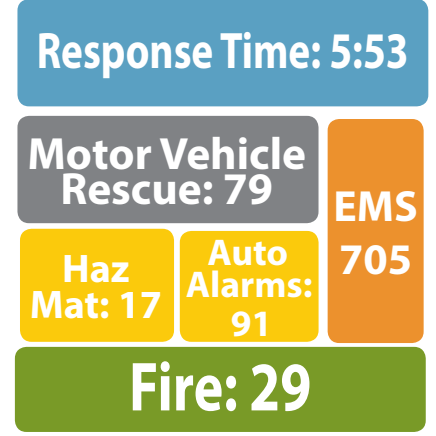 Response Time: 5:53
Motor Vehicle
Rescue: 79
EMS
705
Haz
Mat: 17
Auto
Alarms:
91
Fire: 29